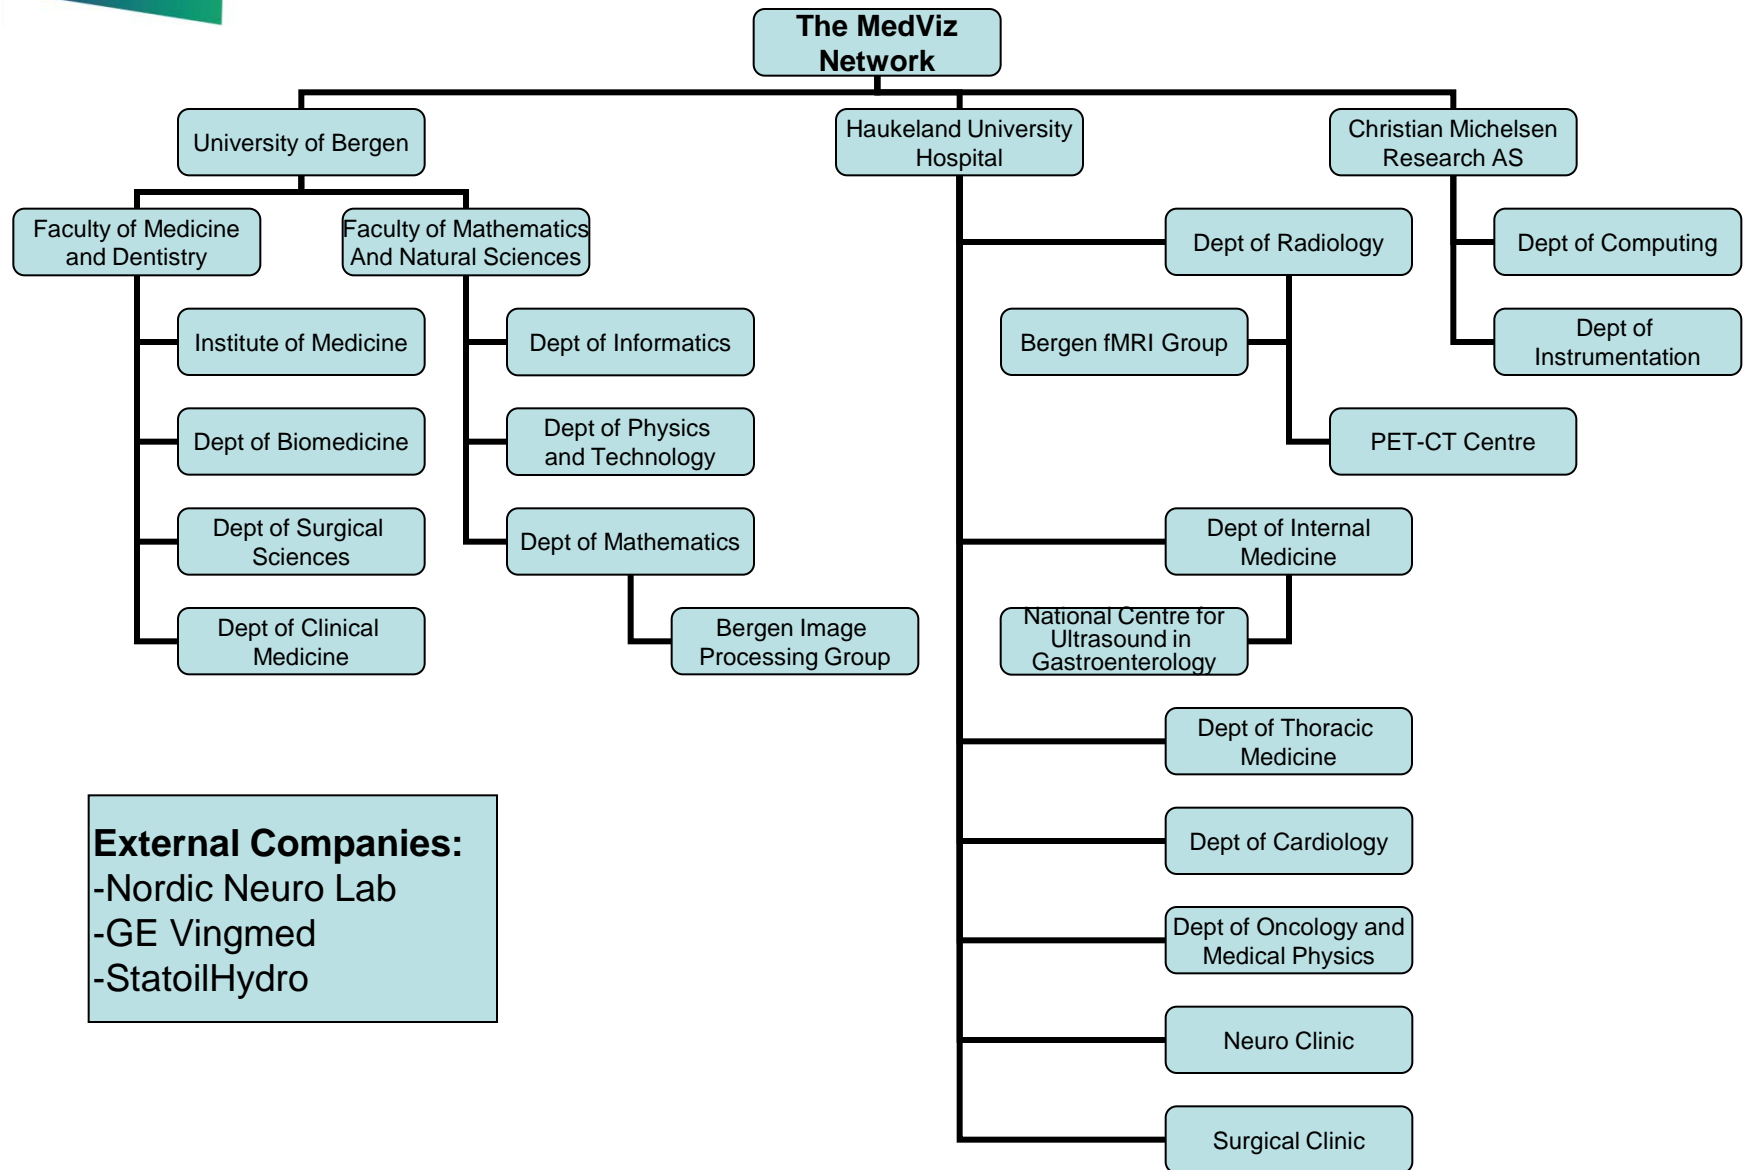 The MedViz
Network
University of Bergen
Haukeland University
Hospital
Christian Michelsen
Research AS
Faculty of Medicine
and Dentistry
Faculty of Mathematics
And Natural Sciences
Dept of Radiology
Dept of Computing
Institute of Medicine
Dept of Informatics
Bergen fMRI Group
Dept of
Instrumentation
Dept of Biomedicine
Dept of Physics
and Technology
PET-CT Centre
Dept of Surgical
Sciences
Dept of Mathematics
Dept of Internal
Medicine
Dept of Clinical
Medicine
Bergen Image
Processing Group
National Centre for
Ultrasound in
Gastroenterology
Dept of Thoracic
Medicine
Dept of Cardiology
Dept of Oncology and
Medical Physics
Neuro Clinic
Surgical Clinic
External Companies:
-Nordic Neuro Lab
-GE Vingmed
-StatoilHydro